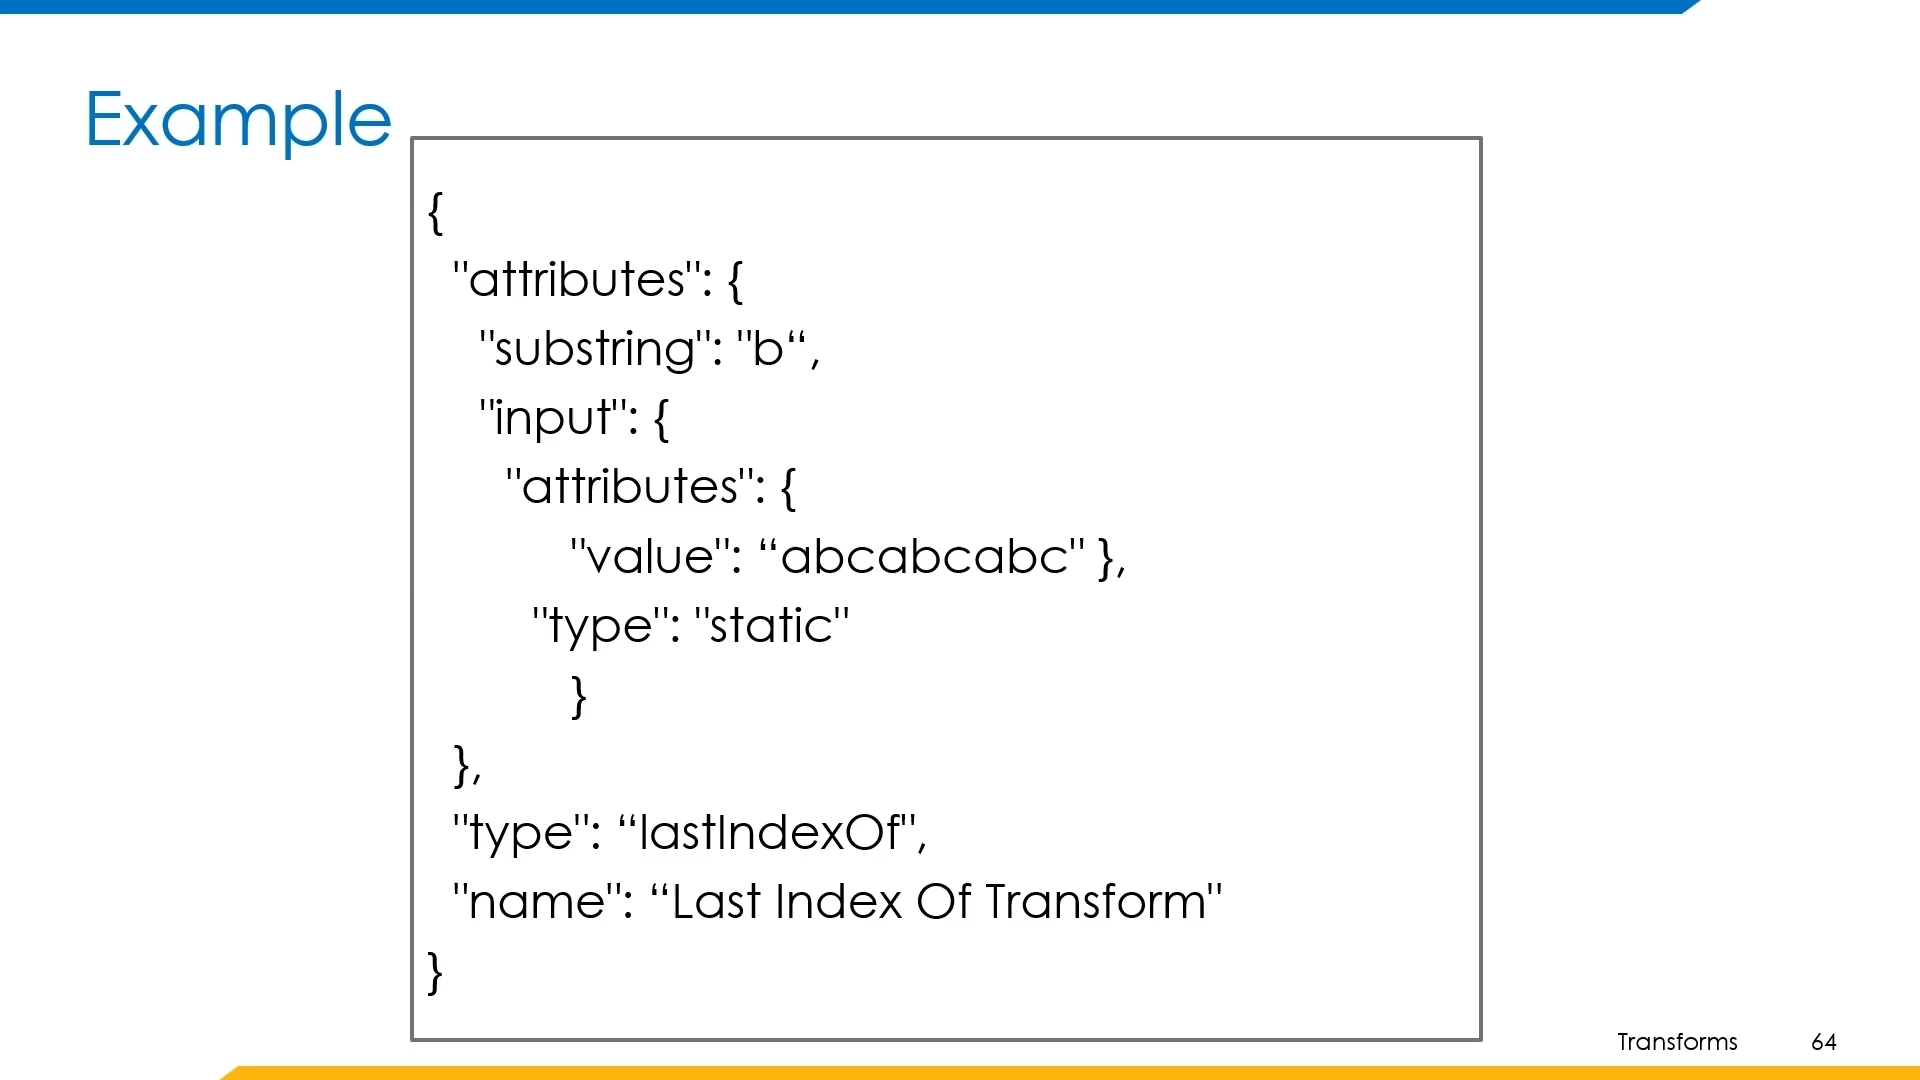 Example
{
"attributes": {
"substring": "b“,
"input": {
"attributes": {
"value": “abcabcabc" },
"type": "static"
}
},
"type": “lastIndexOf",
"name": “Last Index Of Transform"
}
Transforms 64